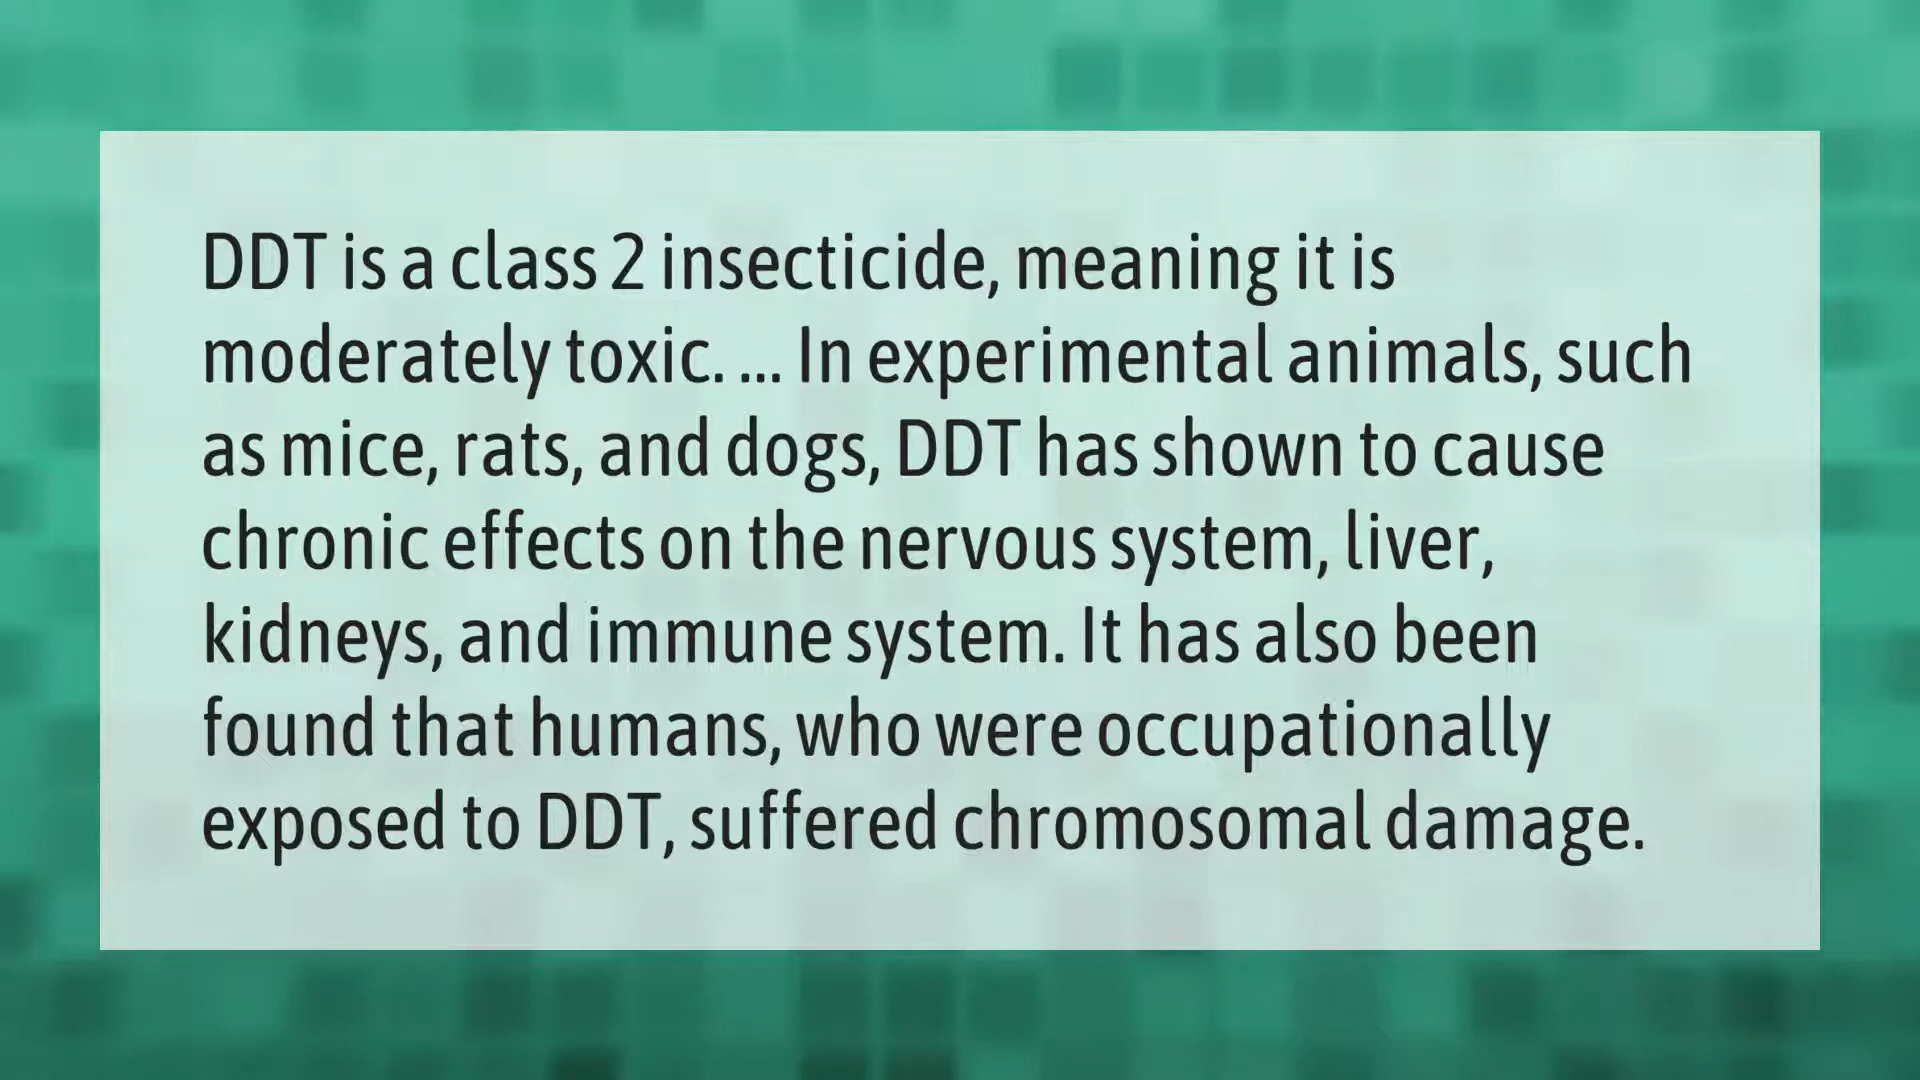 DDT is a class 2 insecticide, meaning it is
moderately toxic. ... In experimental animals, such
as mice, rats, and dogs, DDT has shown to cause
chronic effects on the nervous system, liver,
kidneys, and immune system. It has also been
found that humans, who were occupationally
exposed to DDT, suffered chromosomal damage.